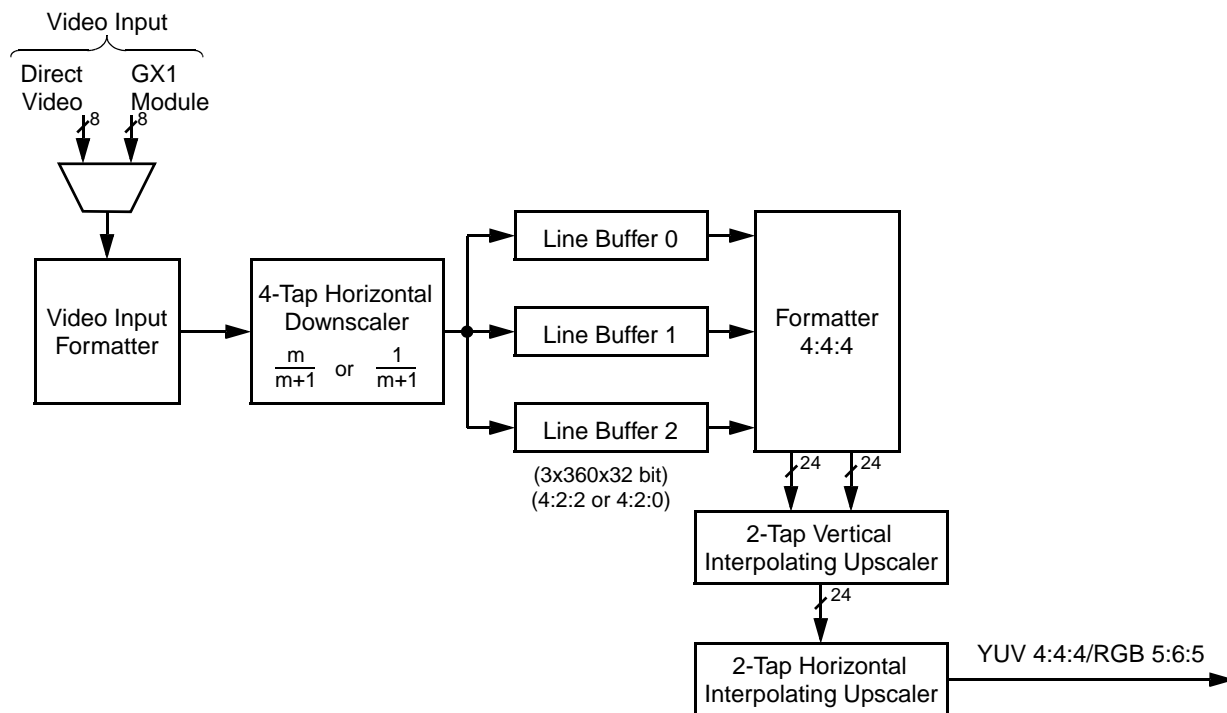 Video Input
Direct
Video
GX1
Module
8
8
Video Input
Formatter
4-Tap Horizontal
Downscaler
m
m+1
or
1
m+1
Line Buffer 0
Line Buffer 1
Line Buffer 2
(3x360x32 bit)
(4:2:2 or 4:2:0)
Formatter
4:4:4
24
24
2-Tap Vertical
Interpolating Upscaler
24
2-Tap Horizontal
Interpolating Upscaler
YUV 4:4:4/RGB 5:6:5